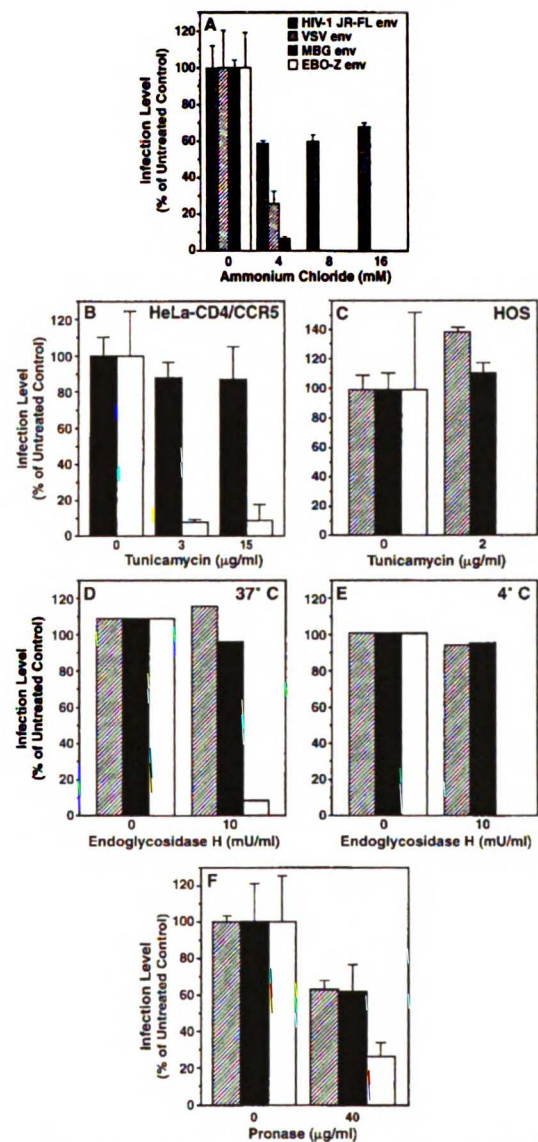 A
HIV-1 JR-FL env
VSV env
MBG env
EBO-Z env
Infection Level
(% of Untreated Control)
120
100
80
60
40
20
0
0 4 8 16
Ammonium Chloride (mM)
B HeLa-CD4/CCR5
Infection Level
(% of Untreated Control)
120
100
80
60
40
20
0
0 3 15
Tunicamycin (μg/ml)
C HOS
140
120
100
80
60
40
20
0
0 2
Tunicamycin (μg/ml)
D 37° C
Infection Level
(% of Untreated Control)
120
100
80
60
40
20
0
0 10
Endoglycosidase H (mU/ml)
E 4° C
120
100
80
60
40
20
0
0 10
Endoglycosidase H (mU/ml)
F
Infection Level
(% of Untreated Control)
120
100
80
60
40
20
0
0 40
Pronase (μg/ml)